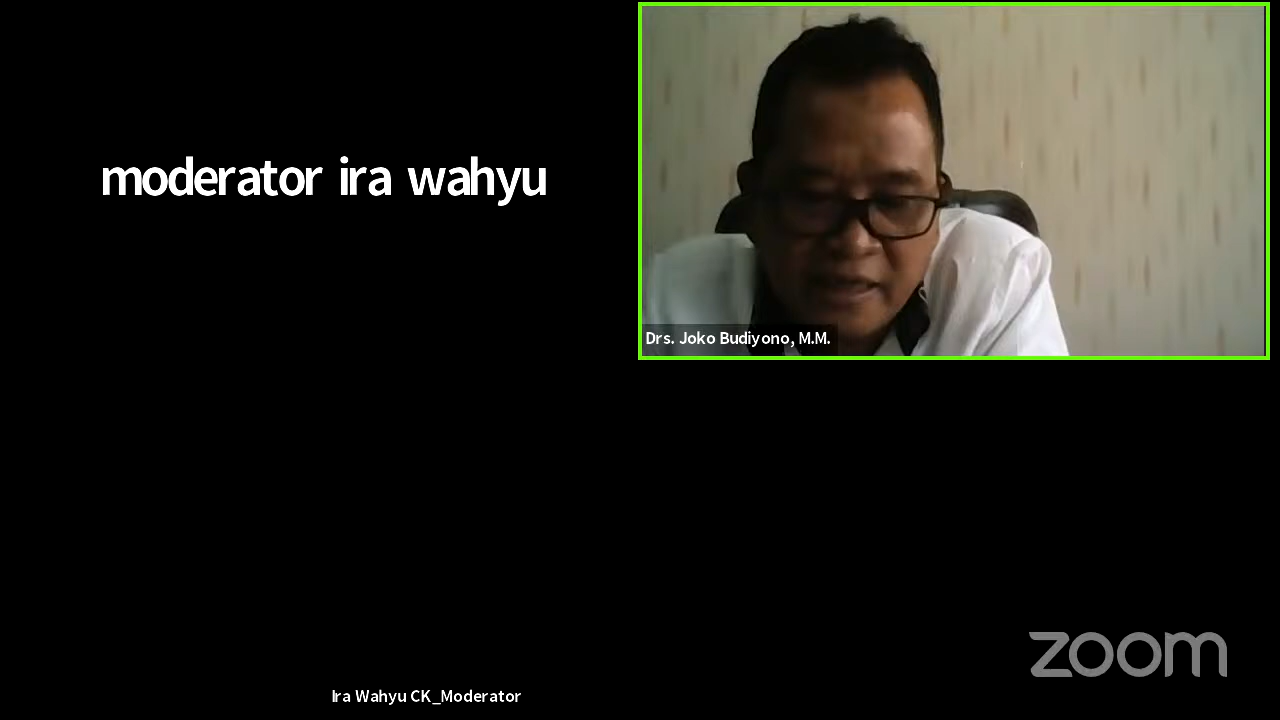 moderator ira wahyu
Drs. Joko Budiyono, M.M.
zoom
Ira Wahyu CK_Moderator